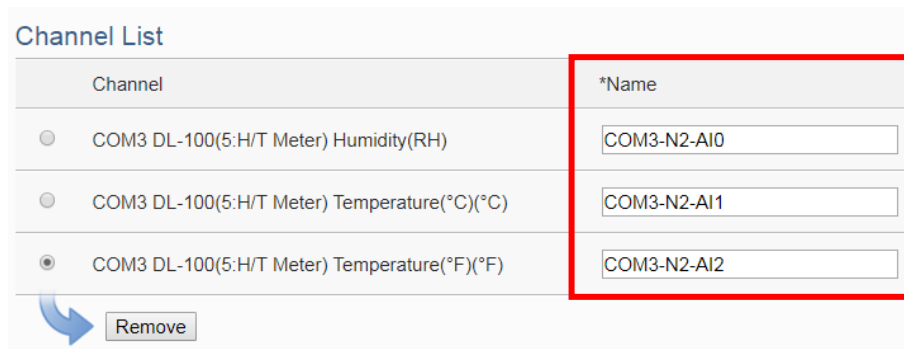 Channel List
Channel *Name
COM3 DL-100(5:H/T Meter) Humidity(RH) COM3-N2-AI0
COM3 DL-100(5:H/T Meter) Temperature(°C)(°C) COM3-N2-AI1
COM3 DL-100(5:H/T Meter) Temperature(°F)(°F) COM3-N2-AI2
Remove